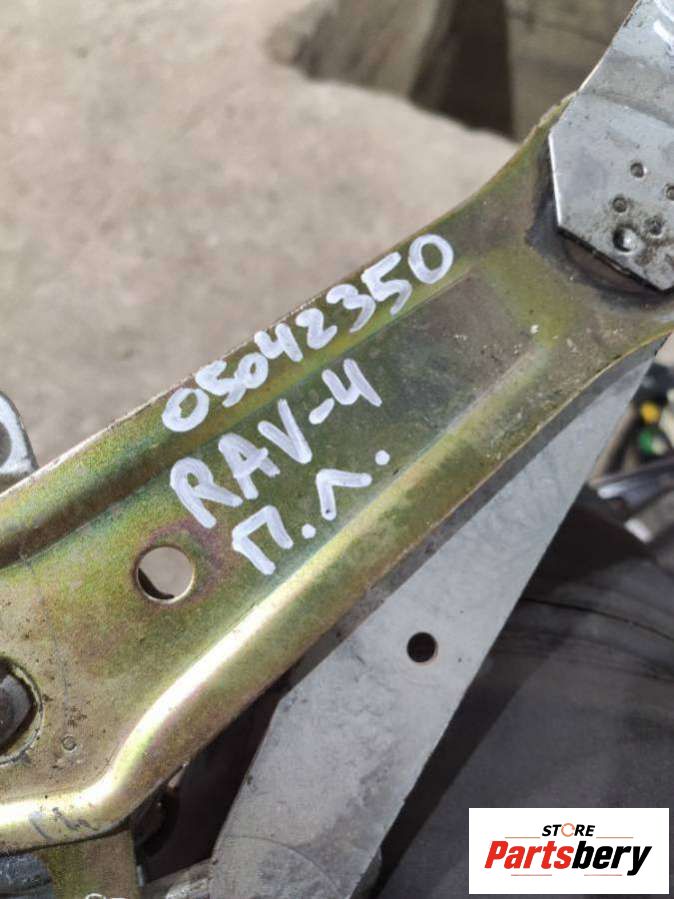 05042350
RAV-4
П.Л.
STORE
Partsbery